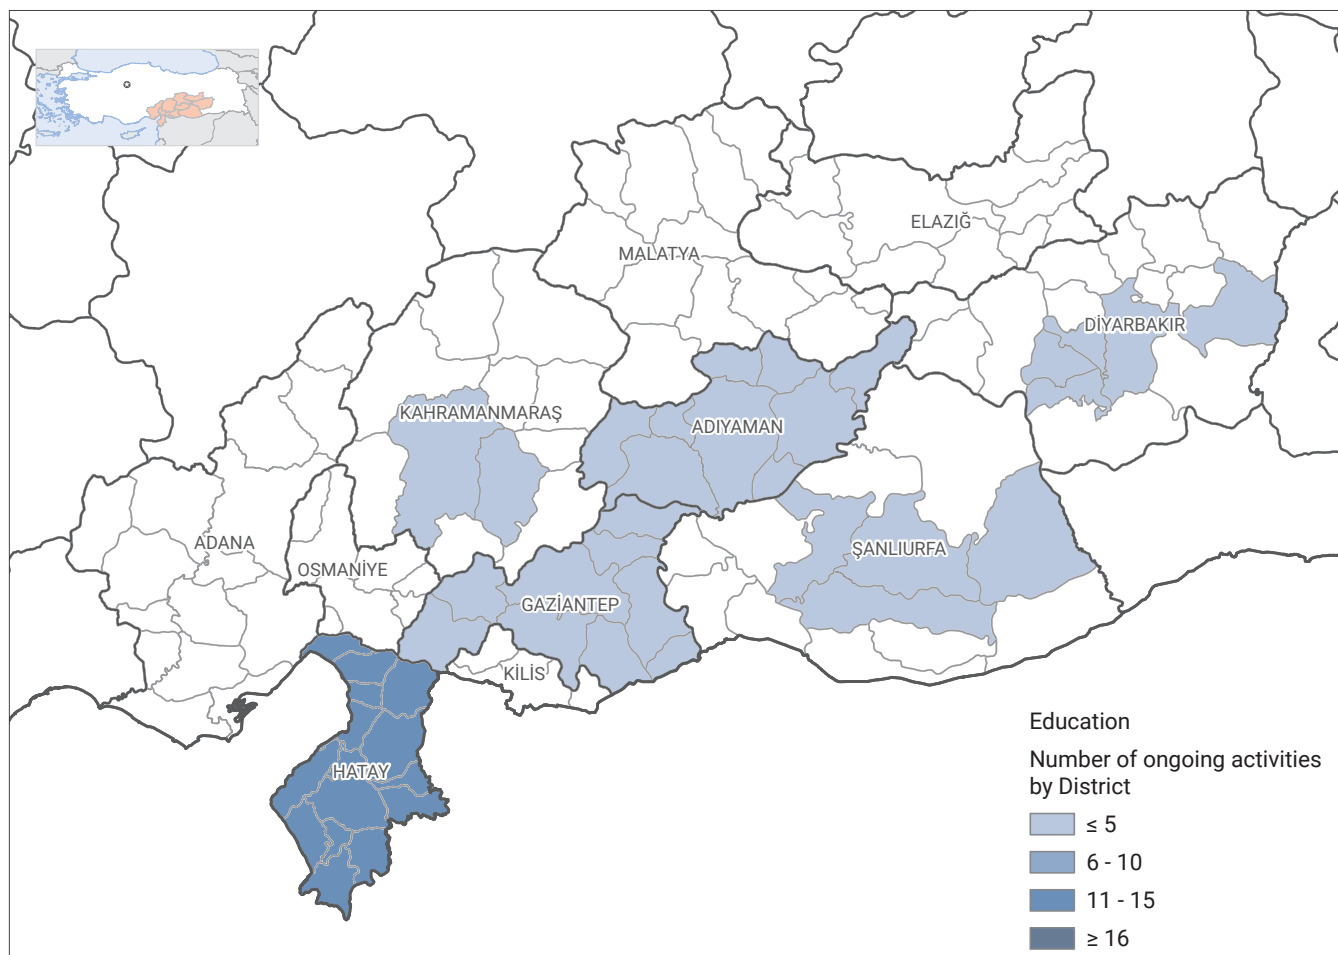 ELAZIĞ
MALATYA
DİYARBAKIR
KAHRAMANMARAŞ
ADIYAMAN
ADANA
ŞANLIURFA
OSMANİYE
GAZİANTEP
KİLİS
HATAY
Education
Number of ongoing activities
by District
≤ 5
6 - 10
11 - 15
≥ 16